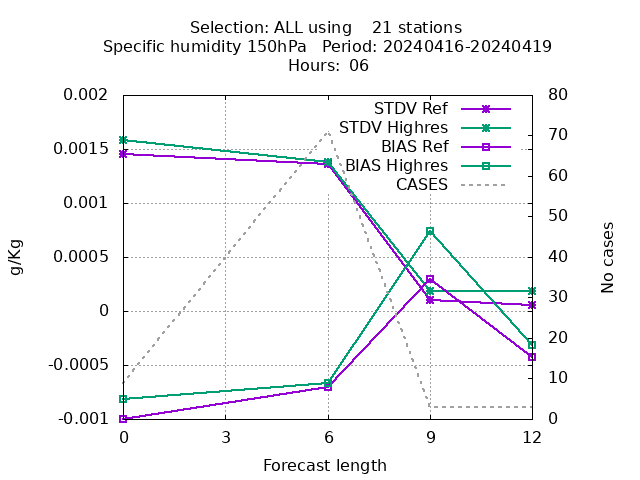 Selection: ALL using    21 stations
Specific humidity 150hPa   Period: 20240416-20240419
Hours: 06
STDV Ref
STDV Highres
BIAS Ref
BIAS Highres
CASES
0.002
0.0015
0.001
0.0005
0
-0.0005
-0.001
g/Kg
80
70
60
50
40
30
20
10
0
No cases
0 3 6 9 12
Forecast length